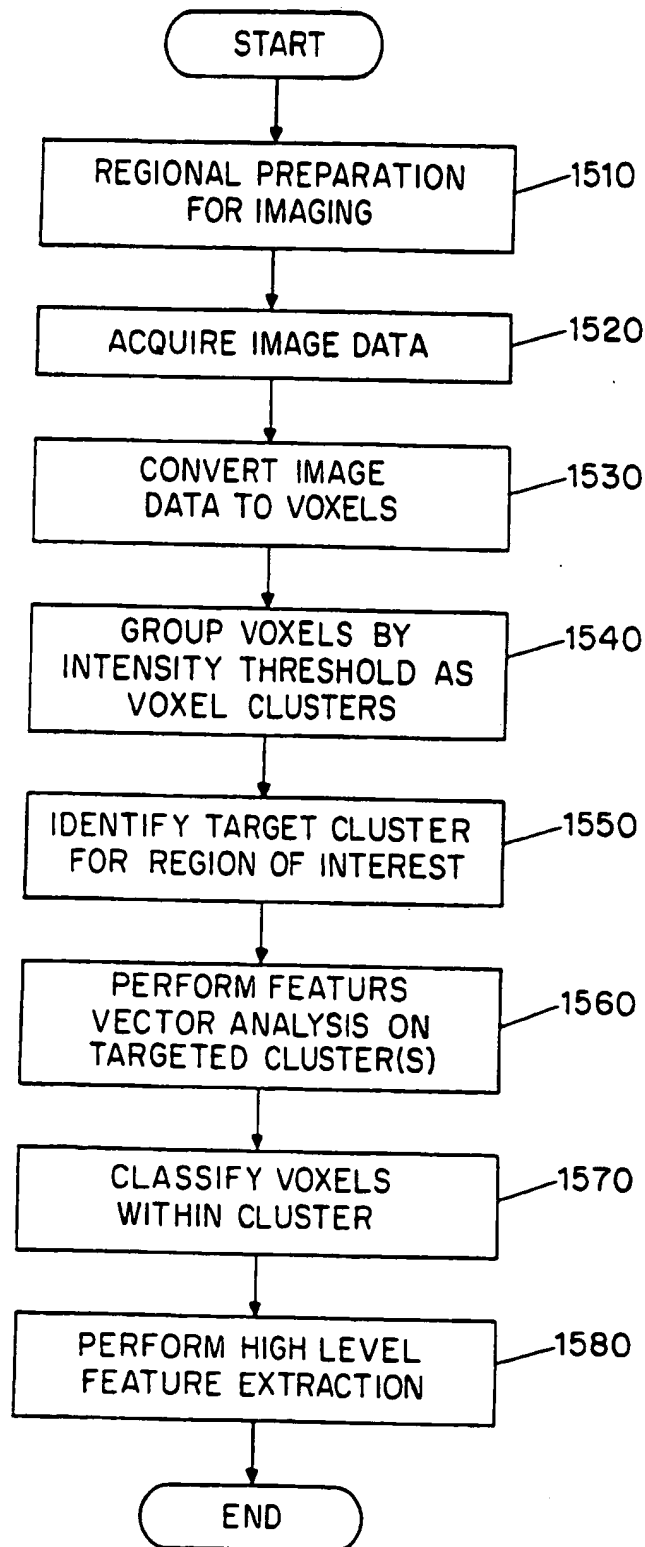 START
REGIONAL PREPARATION
FOR IMAGING
1510
ACQUIRE IMAGE DATA
1520
CONVERT IMAGE
DATA TO VOXELS
1530
GROUP VOXELS BY
INTENSITY THRESHOLD AS
VOXEL CLUSTERS
1540
IDENTIFY TARGET CLUSTER
FOR REGION OF INTEREST
1550
PERFORM FEATURS
VECTOR ANALYSIS ON
TARGETED CLUSTER(S)
1560
CLASSIFY VOXELS
WITHIN CLUSTER
1570
PERFORM HIGH LEVEL
FEATURE EXTRACTION
1580
END